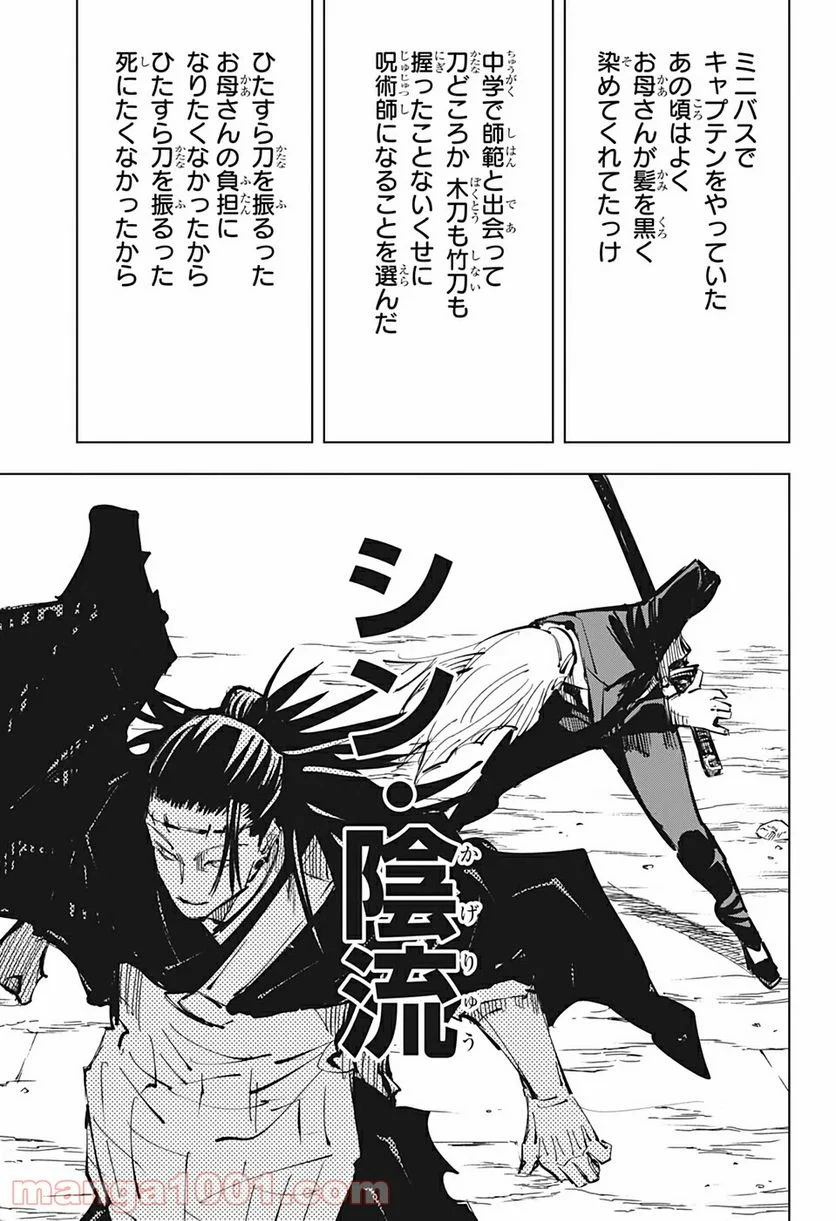 ミニバスで
キャプテンをやっていた
あの頃はよく
お母さんが髪を黒く
染めてくれてたっけ
中学で師範と出会って
刀どころか木刀も竹刀も
握ったことないくせに
呪術師になることを選んだ
ひたすら刀を振るった
お母さんの負担に
なりたくなかったから
ひたすら刀を振るった
死にたくなかったから
シン・陰流
manga1001.com